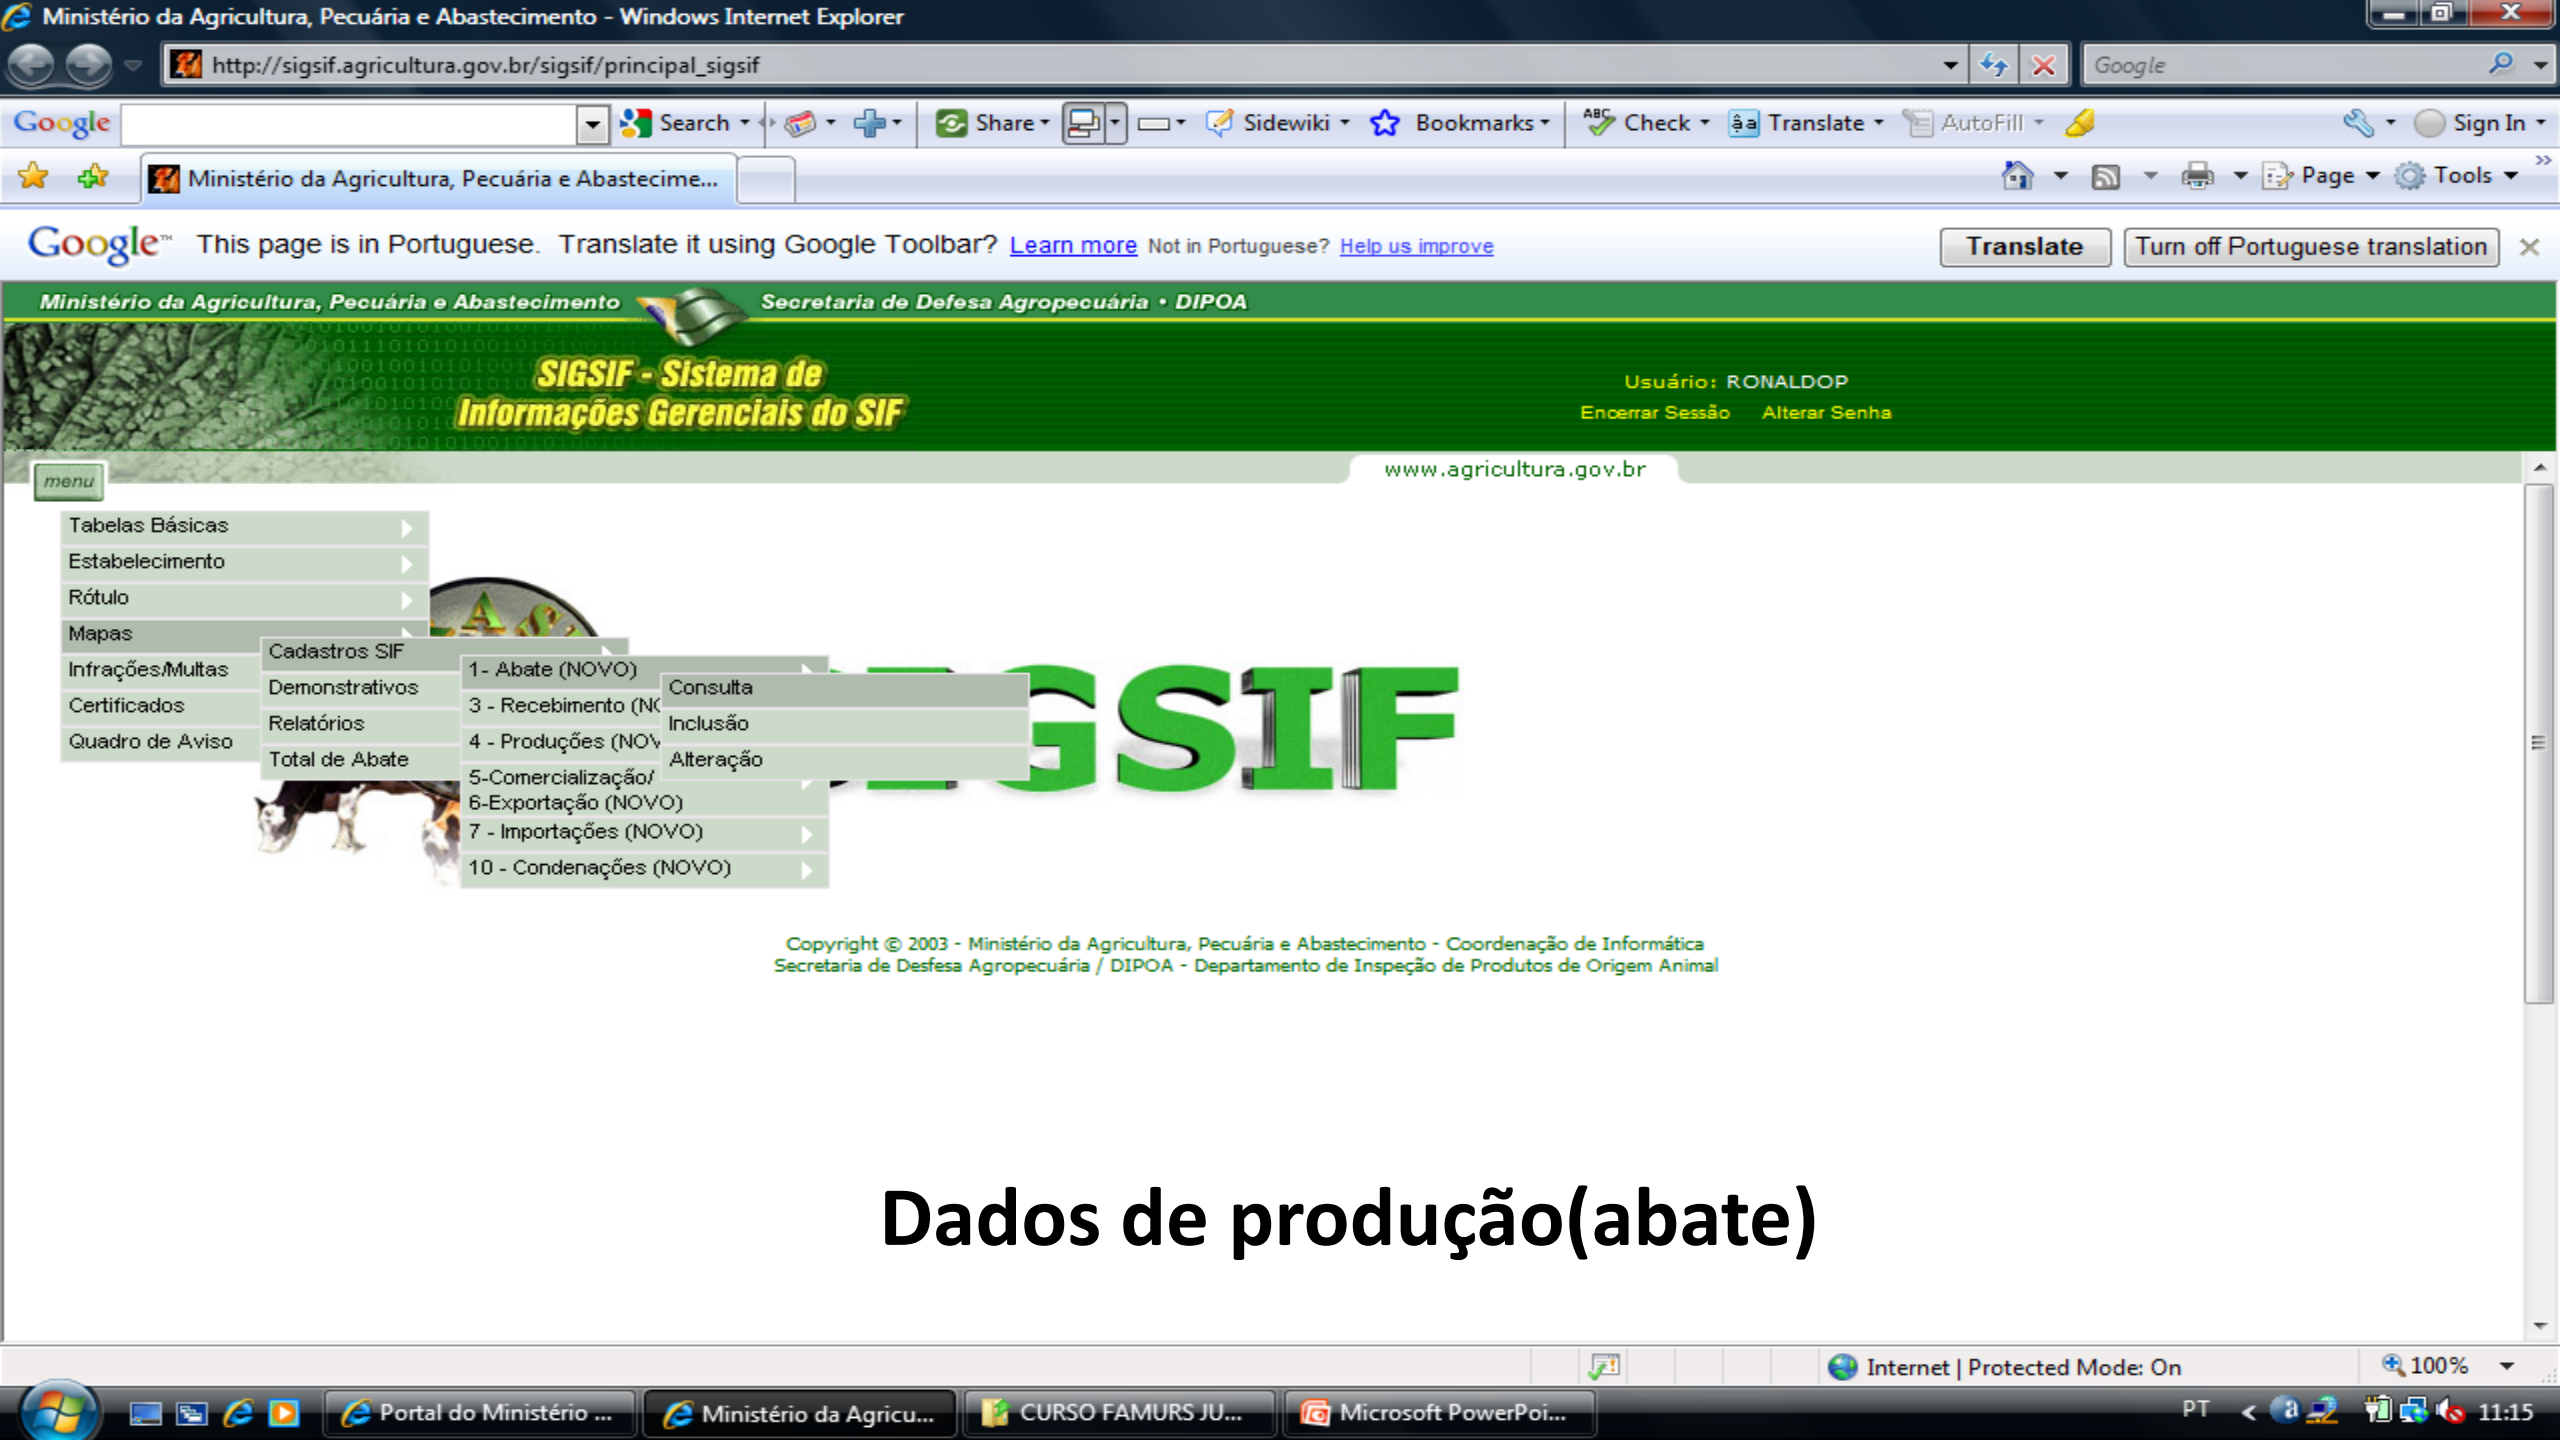 Ministério da Agricultura, Pecuária e Abastecimento - Windows Internet Explorer
http://sigsif.agricultura.gov.br/sigsif/principal_sigsif
Google
Google
Search
Share
Sidewiki
Bookmarks
Check
Translate
AutoFill
Sign In
Ministério da Agricultura, Pecuária e Abastecime...
Page
Tools
Google™ This page is in Portuguese. Translate it using Google Toolbar? Learn more Not in Portuguese? Help us improve
Translate
Turn off Portuguese translation
Ministério da Agricultura, Pecuária e Abastecimento
Secretaria de Defesa Agropecuária • DIPOA
SIGSIF - Sistema de
Informações Gerenciais do SIF
Usuário: RONALDOP
Encerrar Sessão Alterar Senha
menu
www.agricultura.gov.br
Tabelas Básicas
Estabelecimento
Rótulo
Mapas
Infrações/Multas
Certificados
Quadro de Aviso
Cadastros SIF
Demonstrativos
Relatórios
Total de Abate
1- Abate (NOVO)
3 - Recebimento (NO
4 - Produções (NOV
5-Comercialização/
6-Exportação (NOVO)
7 - Importações (NOVO)
10 - Condenações (NOVO)
Consulta
Inclusão
Alteração
GSIF
Copyright © 2003 - Ministério da Agricultura, Pecuária e Abastecimento - Coordenação de Informática
Secretaria de Desfesa Agropecuária / DIPOA - Departamento de Inspeção de Produtos de Origem Animal
Dados de produção(abate)
Internet | Protected Mode: On
100%
Portal do Ministério ...
Ministério da Agricu...
CURSO FAMURS JU...
Microsoft PowerPoi...
PT
11:15